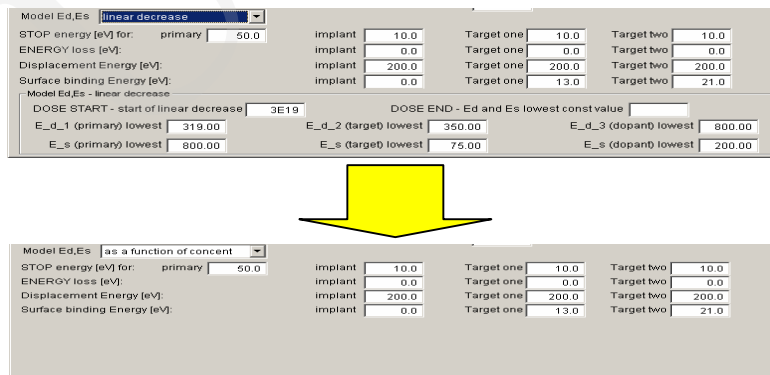 Model Ed,Es linear decrease
STOP energy [eV] for: primary 50.0 implant 10.0 Target one 10.0 Target two 10.0
ENERGY loss [eV]: implant 0.0 Target one 0.0 Target two 0.0
Displacement Energy [eV]: implant 200.0 Target one 200.0 Target two 200.0
Surface binding Energy [eV]: implant 0.0 Target one 13.0 Target two 21.0
Model Ed,Es - linear decrease
DOSE START - start of linear decrease 3E19 DOSE END - Ed and Es lowest const value
E_d_1 (primary) lowest 319.00 E_d_2 (target) lowest 350.00 E_d_3 (dopant) lowest 800.00
E_s (primary) lowest 800.00 E_s (target) lowest 75.00 E_s (dopant) lowest 200.00
Model Ed,Es as a function of concent
STOP energy [eV] for: primary 50.0 implant 10.0 Target one 10.0 Target two 10.0
ENERGY loss [eV]: implant 0.0 Target one 0.0 Target two 0.0
Displacement Energy [eV]: implant 200.0 Target one 200.0 Target two 200.0
Surface binding Energy [eV]: implant 0.0 Target one 13.0 Target two 21.0